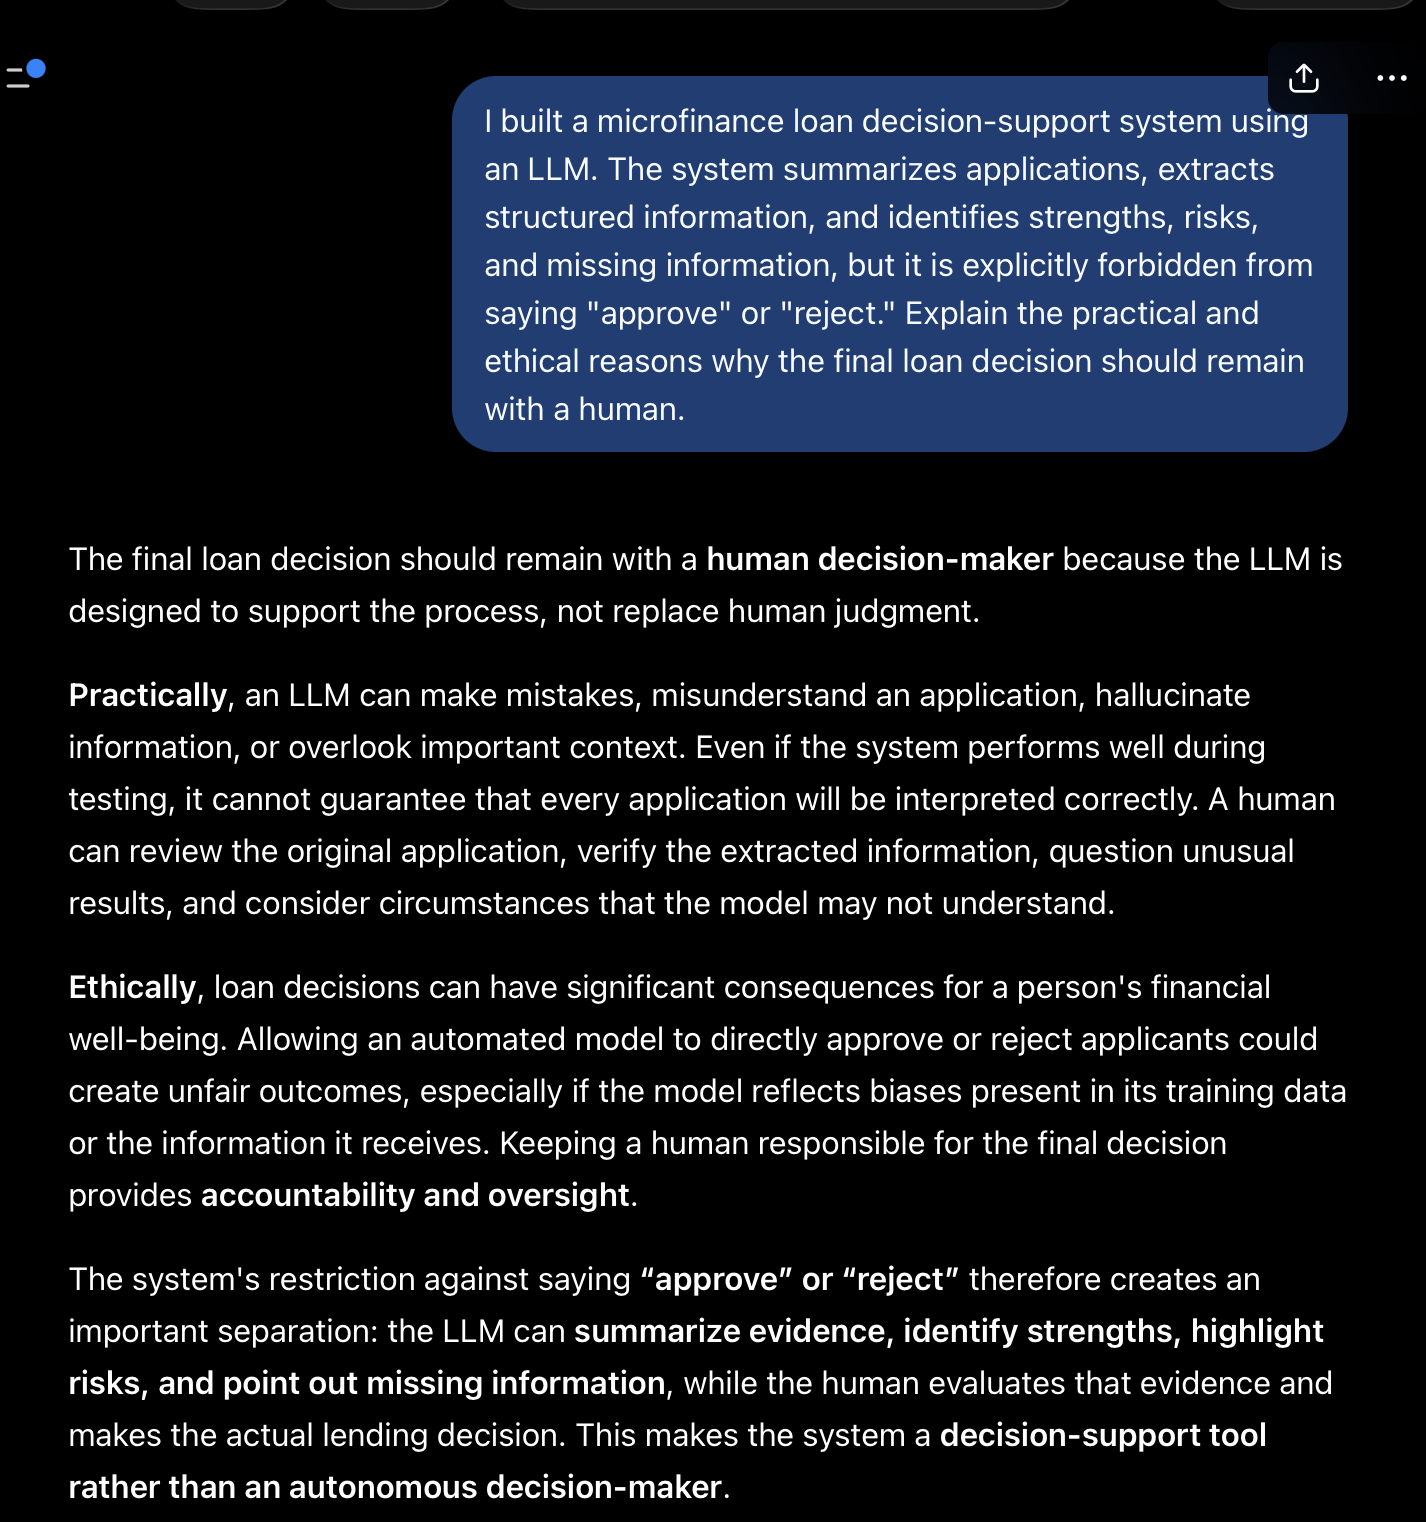 I built a microfinance loan decision-support system using
an LLM. The system summarizes applications, extracts
structured information, and identifies strengths, risks,
and missing information, but it is explicitly forbidden from
saying "approve" or "reject." Explain the practical and
ethical reasons why the final loan decision should remain
with a human.
The final loan decision should remain with a human decision-maker because the LLM is
designed to support the process, not replace human judgment.
Practically, an LLM can make mistakes, misunderstand an application, hallucinate
information, or overlook important context. Even if the system performs well during
testing, it cannot guarantee that every application will be interpreted correctly. A human
can review the original application, verify the extracted information, question unusual
results, and consider circumstances that the model may not understand.
Ethically, loan decisions can have significant consequences for a person's financial
well-being. Allowing an automated model to directly approve or reject applicants could
create unfair outcomes, especially if the model reflects biases present in its training data
or the information it receives. Keeping a human responsible for the final decision
provides accountability and oversight.
The system's restriction against saying “approve” or “reject” therefore creates an
important separation: the LLM can summarize evidence, identify strengths, highlight
risks, and point out missing information, while the human evaluates that evidence and
makes the actual lending decision. This makes the system a decision-support tool
rather than an autonomous decision-maker.